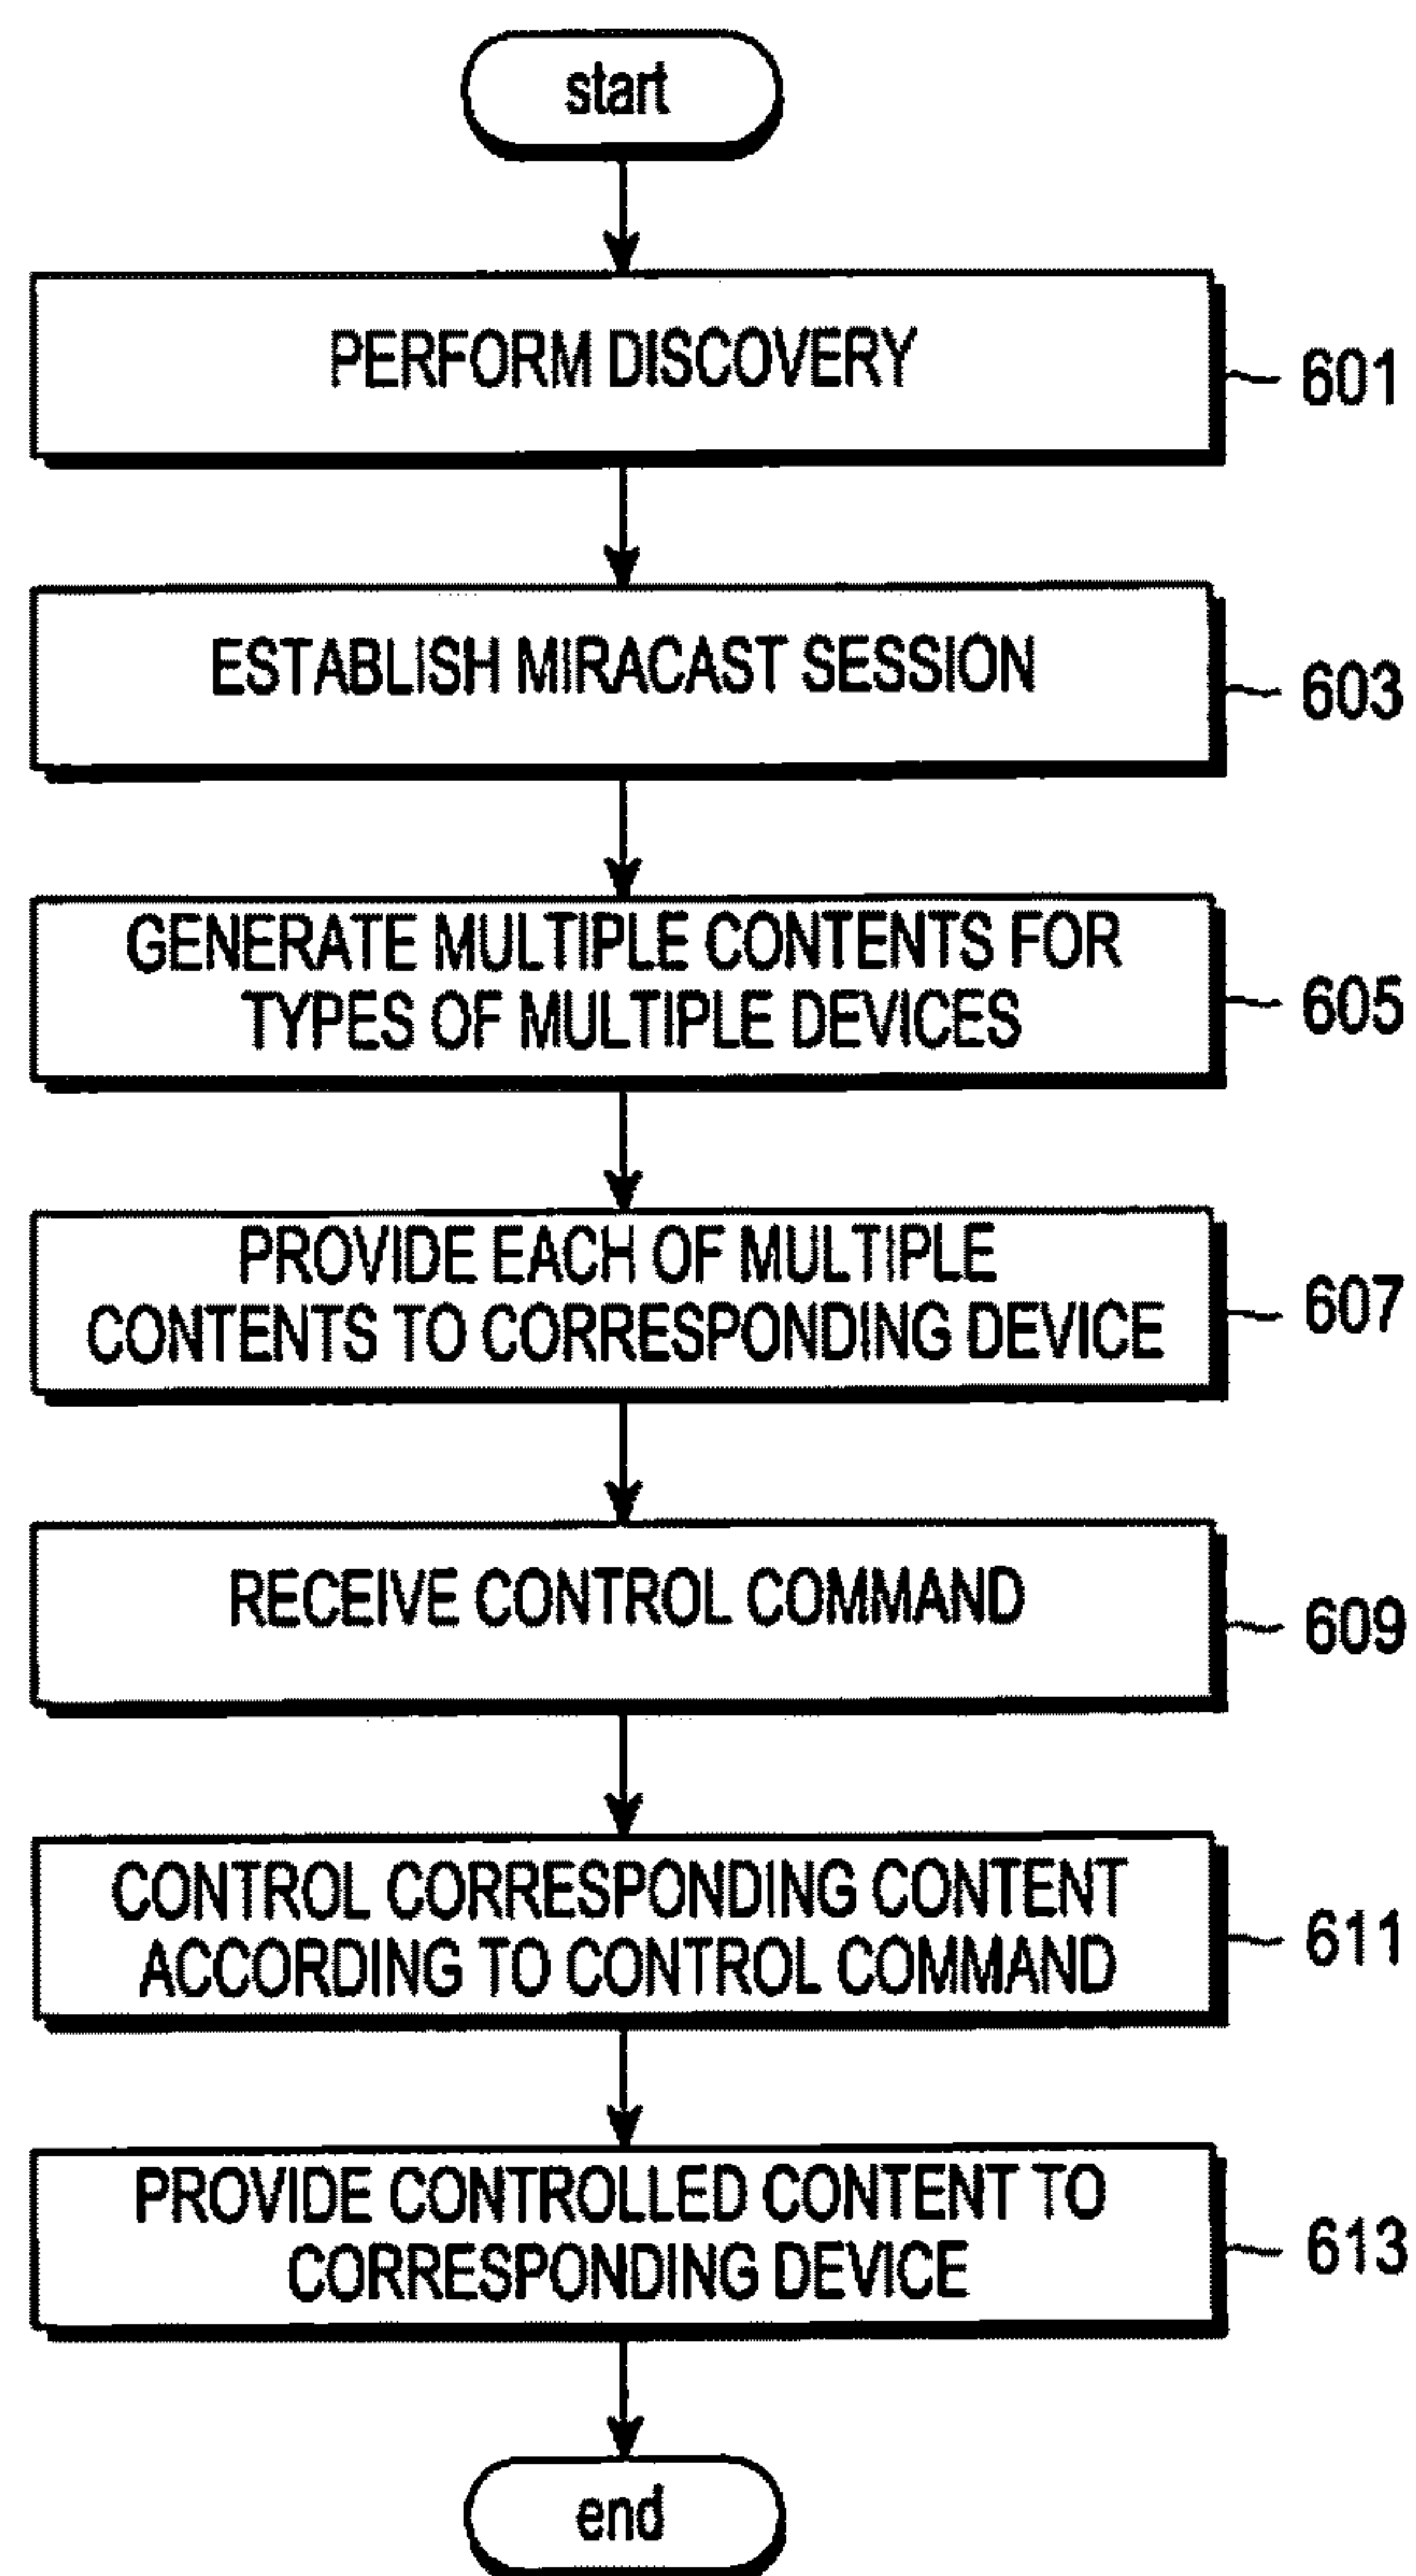 start
PERFORM DISCOVERY
601
ESTABLISH MIRACAST SESSION
603
GENERATE MULTIPLE CONTENTS FOR
TYPES OF MULTIPLE DEVICES
605
PROVIDE EACH OF MULTIPLE
CONTENTS TO CORRESPONDING DEVICE
607
RECEIVE CONTROL COMMAND
609
CONTROL CORRESPONDING CONTENT
ACCORDING TO CONTROL COMMAND
611
PROVIDE CONTROLLED CONTENT TO
CORRESPONDING DEVICE
613
end